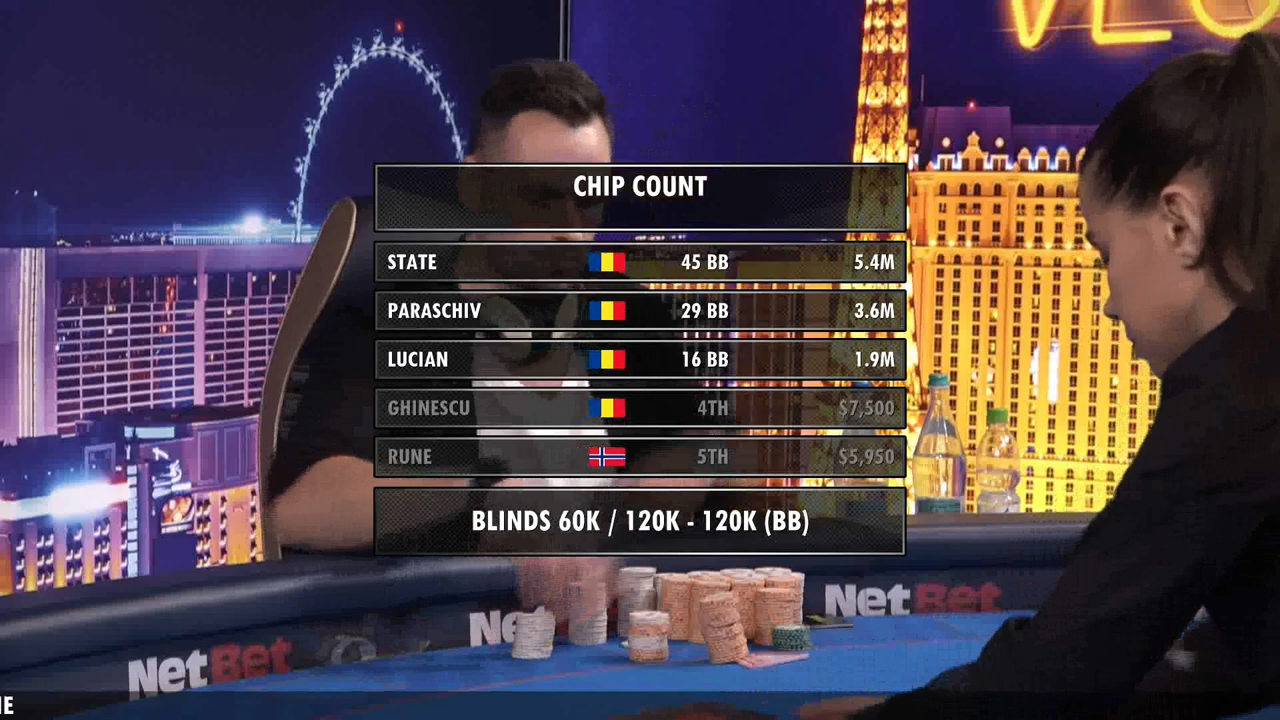 CHIP COUNT
STATE 45 BB 5.4M
PARASCHIV 29 BB 3.6M
LUCIAN 16 BB 1.9M
GHINESCU 4TH $7,500
RUNE 5TH $5,950
BLINDS 60K / 120K - 120K (BB)
NetBet
NetBet
NetBet